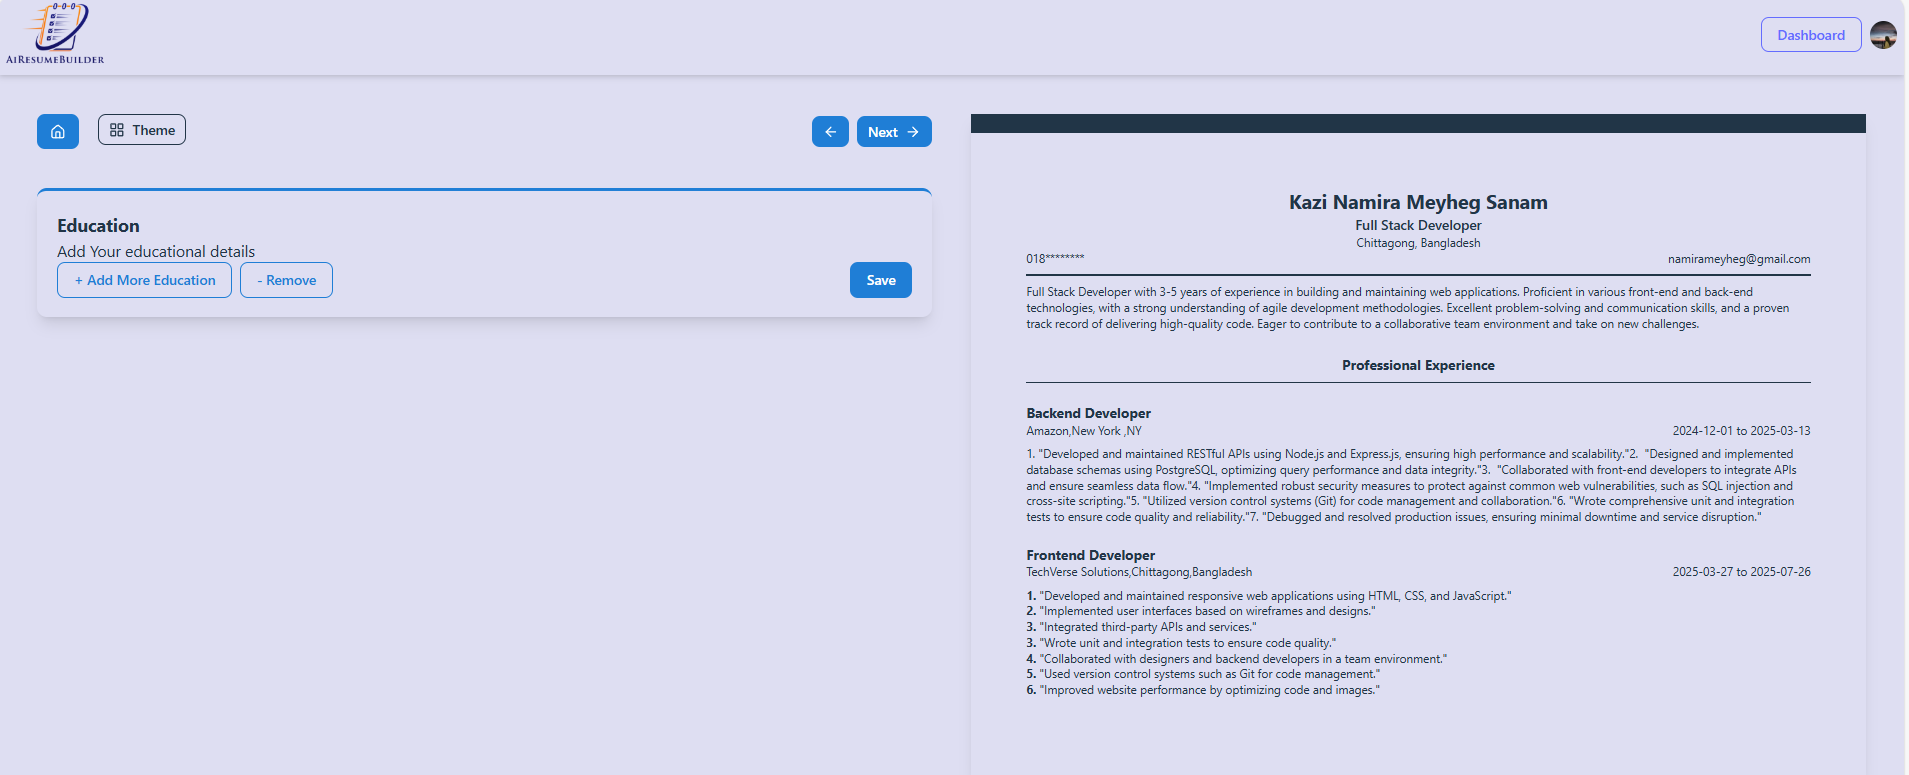 AIRESUMEBUILDER
Dashboard
Theme
Next
Education
Add Your educational details
+ Add More Education
- Remove
Save
Kazi Namira Meyheg Sanam
Full Stack Developer
Chittagong, Bangladesh
018********
namirameyheg@gmail.com
Full Stack Developer with 3-5 years of experience in building and maintaining web applications. Proficient in various front-end and back-end
technologies, with a strong understanding of agile development methodologies. Excellent problem-solving and communication skills, and a proven
track record of delivering high-quality code. Eager to contribute to a collaborative team environment and take on new challenges.
Professional Experience
Backend Developer
Amazon,New York ,NY
2024-12-01 to 2025-03-13
1. "Developed and maintained RESTful APIs using Node.js and Express.js, ensuring high performance and scalability."2.  "Designed and implemented
database schemas using PostgreSQL, optimizing query performance and data integrity."3.  "Collaborated with front-end developers to integrate APIs
and ensure seamless data flow."4. "Implemented robust security measures to protect against common web vulnerabilities, such as SQL injection and
cross-site scripting."5. "Utilized version control systems (Git) for code management and collaboration."6. "Wrote comprehensive unit and integration
tests to ensure code quality and reliability."7. "Debugged and resolved production issues, ensuring minimal downtime and service disruption."
Frontend Developer
TechVerse Solutions,Chittagong,Bangladesh
2025-03-27 to 2025-07-26
1. "Developed and maintained responsive web applications using HTML, CSS, and JavaScript."
2. "Implemented user interfaces based on wireframes and designs."
3. "Integrated third-party APIs and services."
3. "Wrote unit and integration tests to ensure code quality."
4. "Collaborated with designers and backend developers in a team environment."
5. "Used version control systems such as Git for code management."
6. "Improved website performance by optimizing code and images."